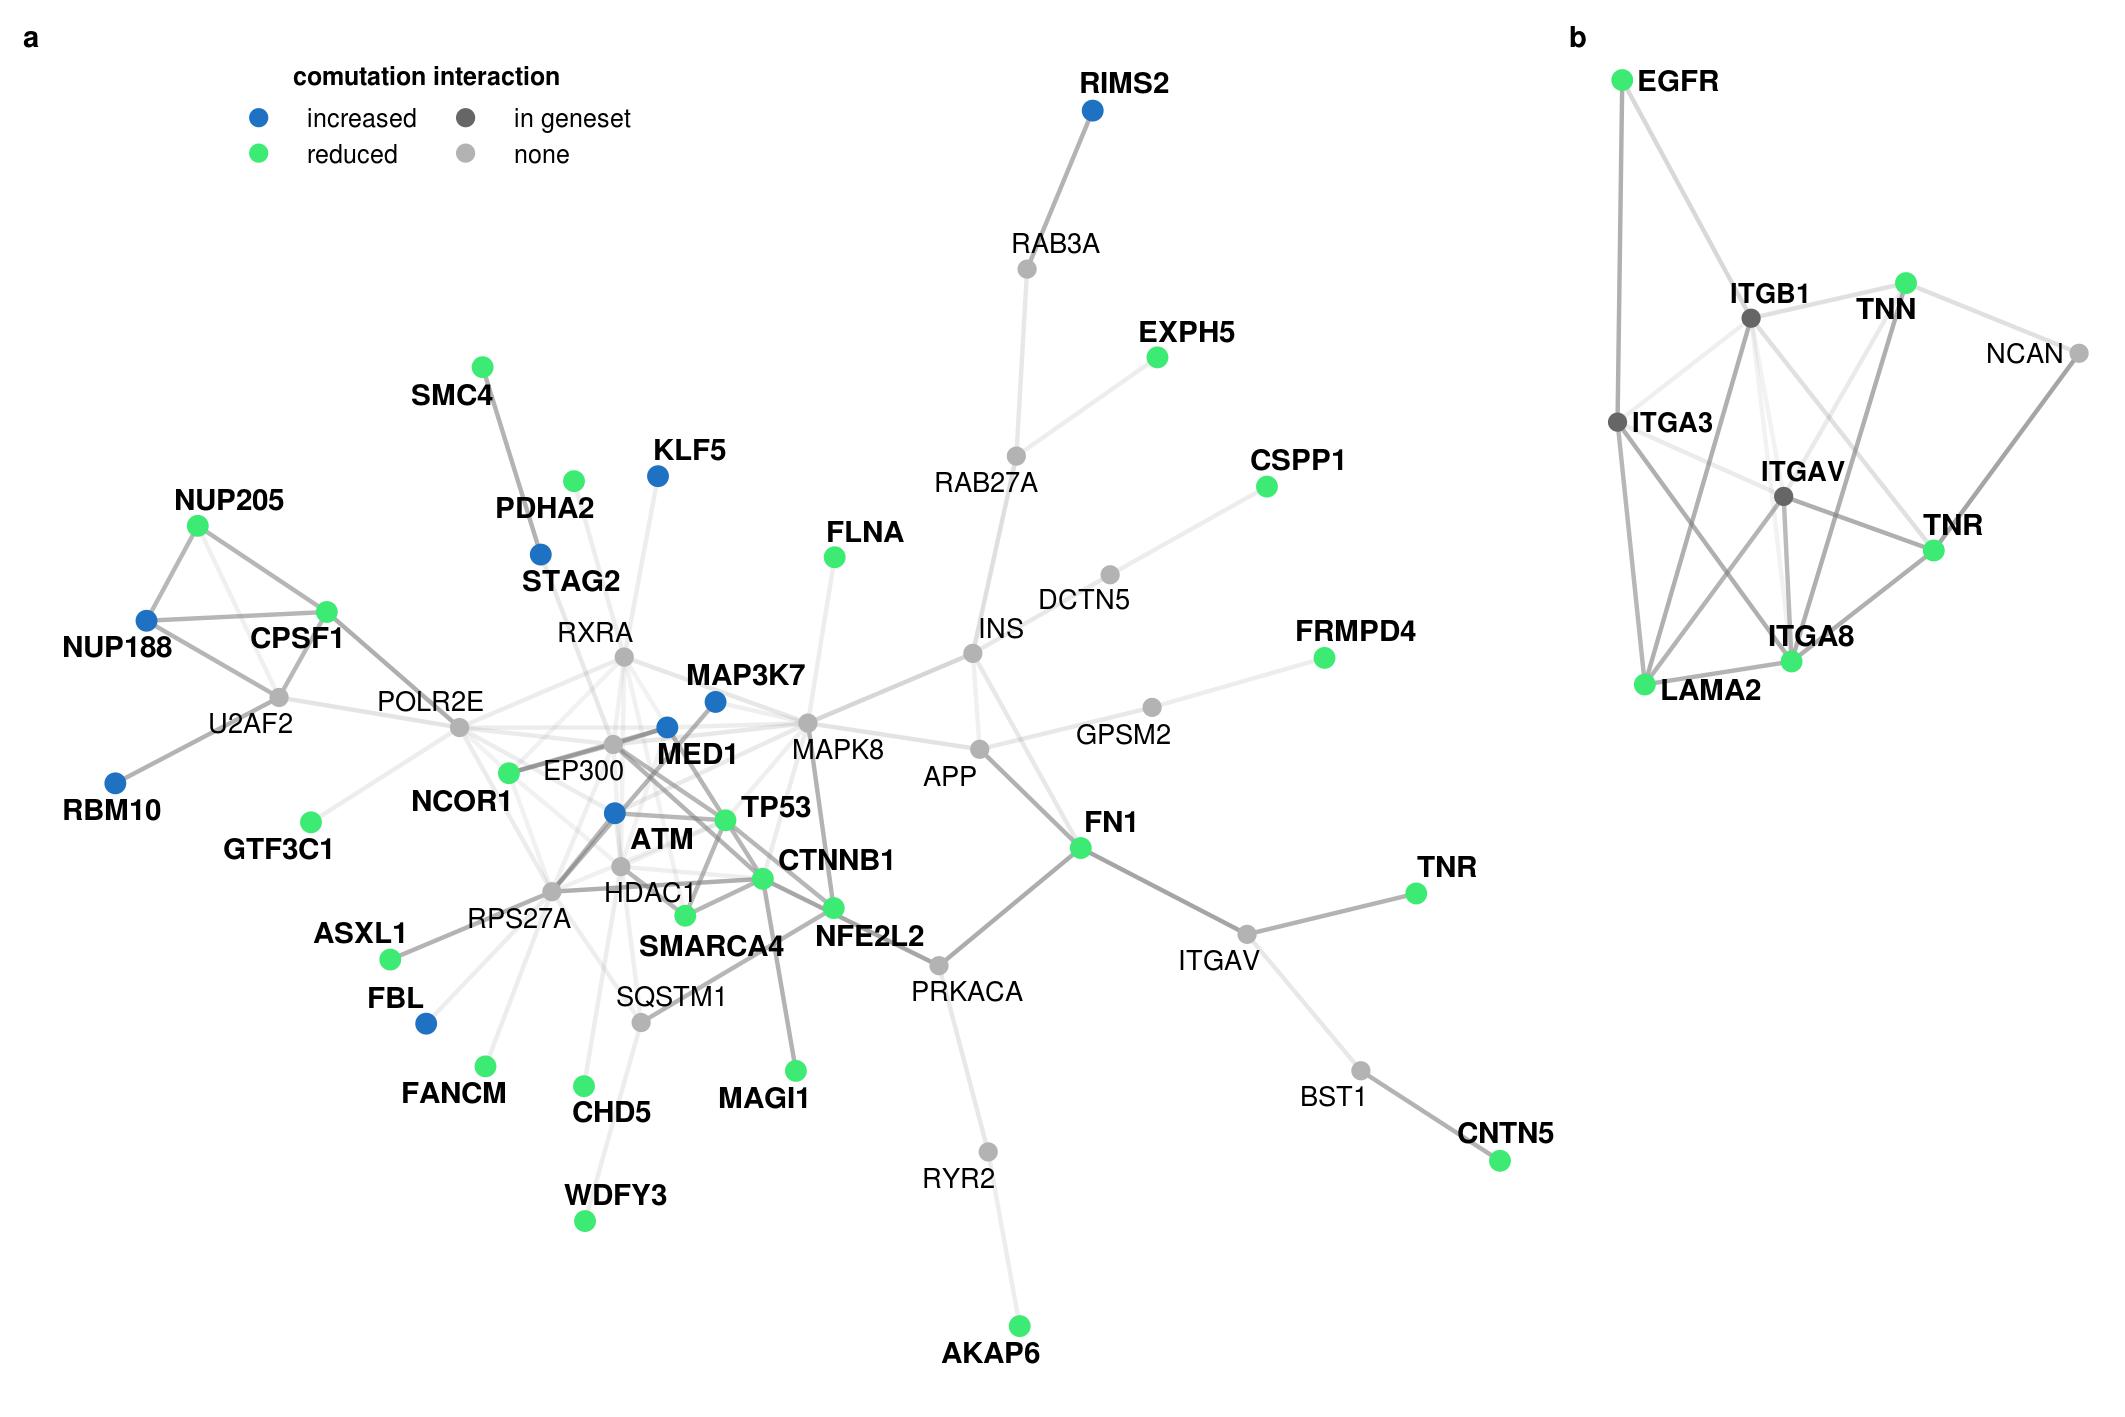 a
b
comutation interaction
increased
in geneset
reduced
none
RIMS2
EGFR
RAB3A
ITGB1
TNN
EXPH5
NCAN
SMC4
ITGA3
KLF5
CSPP1
ITGAV
RAB27A
NUP205
PDHA2
TNR
FLNA
STAG2
DCTN5
INS
FRMPD4
RXRA
CPSF1
ITGA8
NUP188
MAP3K7
LAMA2
POLR2E
U2AF2
GPSM2
MED1
MAPK8
EP300
APP
NCOR1
TP53
RBM10
FN1
ATM
GTF3C1
CTNNB1
TNR
HDAC1
RPS27A
ASXL1
NFE2L2
SMARCA4
ITGAV
PRKACA
SQSTM1
FBL
FANCM
BST1
MAGI1
CHD5
CNTN5
RYR2
WDFY3
AKAP6